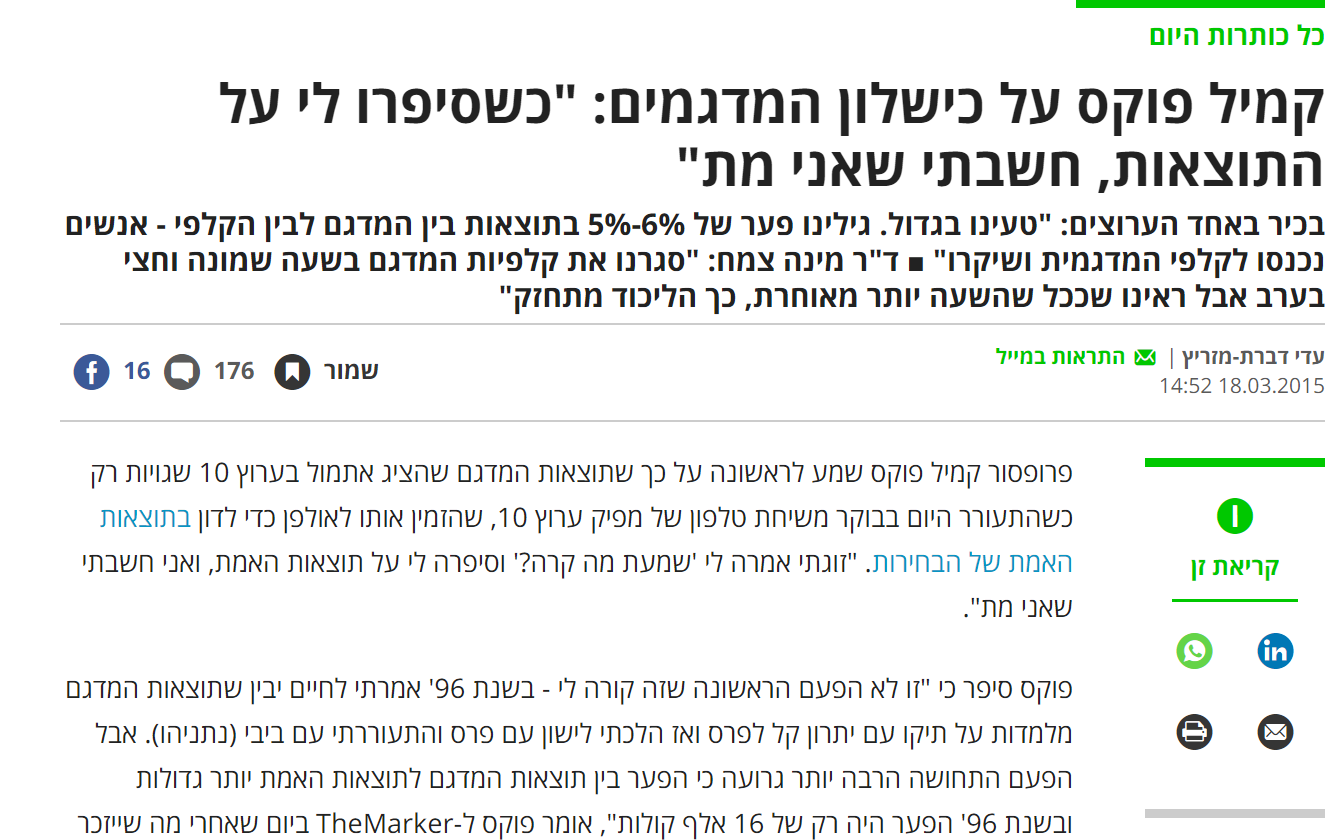 כל כותרות היום
קמיל פוקס על כישלון המדגמים: "כשסיפרו לי על
התוצאות, חשבתי שאני מת"
בכיר באחד הערוצים: "טעינו בגדול. גילינו פער של 5%-6% בתוצאות בין המדגם לבין הקלפי - אנשים
נכנסו לקלפי המדגמית ושיקרו" ■ ד"ר מינה צמח: "סגרנו את קלפיות המדגם בשעה שמונה וחצי
בערב אבל ראינו שככל שהשעה יותר מאוחרת, כך הליכוד מתחזק"
עדי דברת-מזריץ | התראות במייל
18.03.2015 14:52
שמור 176 16
פרופסור קמיל פוקס שמע לראשונה על כך שתוצאות המדגם שהציג אתמול בערוץ 10 שגויות רק
כשהתעורר היום בבוקר משיחת טלפון של מפיק ערוץ 10, שהזמין אותו לאולפן כדי לדון בתוצאות
האמת של הבחירות. "זוגתי אמרה לי 'שמעת מה קרה?' וסיפרה לי על תוצאות האמת, ואני חשבתי
שאני מת".
פוקס סיפר כי "זו לא הפעם הראשונה שזה קורה לי - בשנת 96' אמרתי לחיים יבין שתוצאות המדגם
מלמדות על תיקו עם יתרון קל לפרס ואז הלכתי לישון עם פרס והתעוררתי עם ביבי (נתניהו). אבל
הפעם התחושה הרבה יותר גרועה כי הפער בין תוצאות המדגם לתוצאות האמת יותר גדולות
ובשנת 96' הפער היה רק של 16 אלף קולות", אומר פוקס ל-TheMarker ביום שאחרי מה שייזכר
קריאת זן